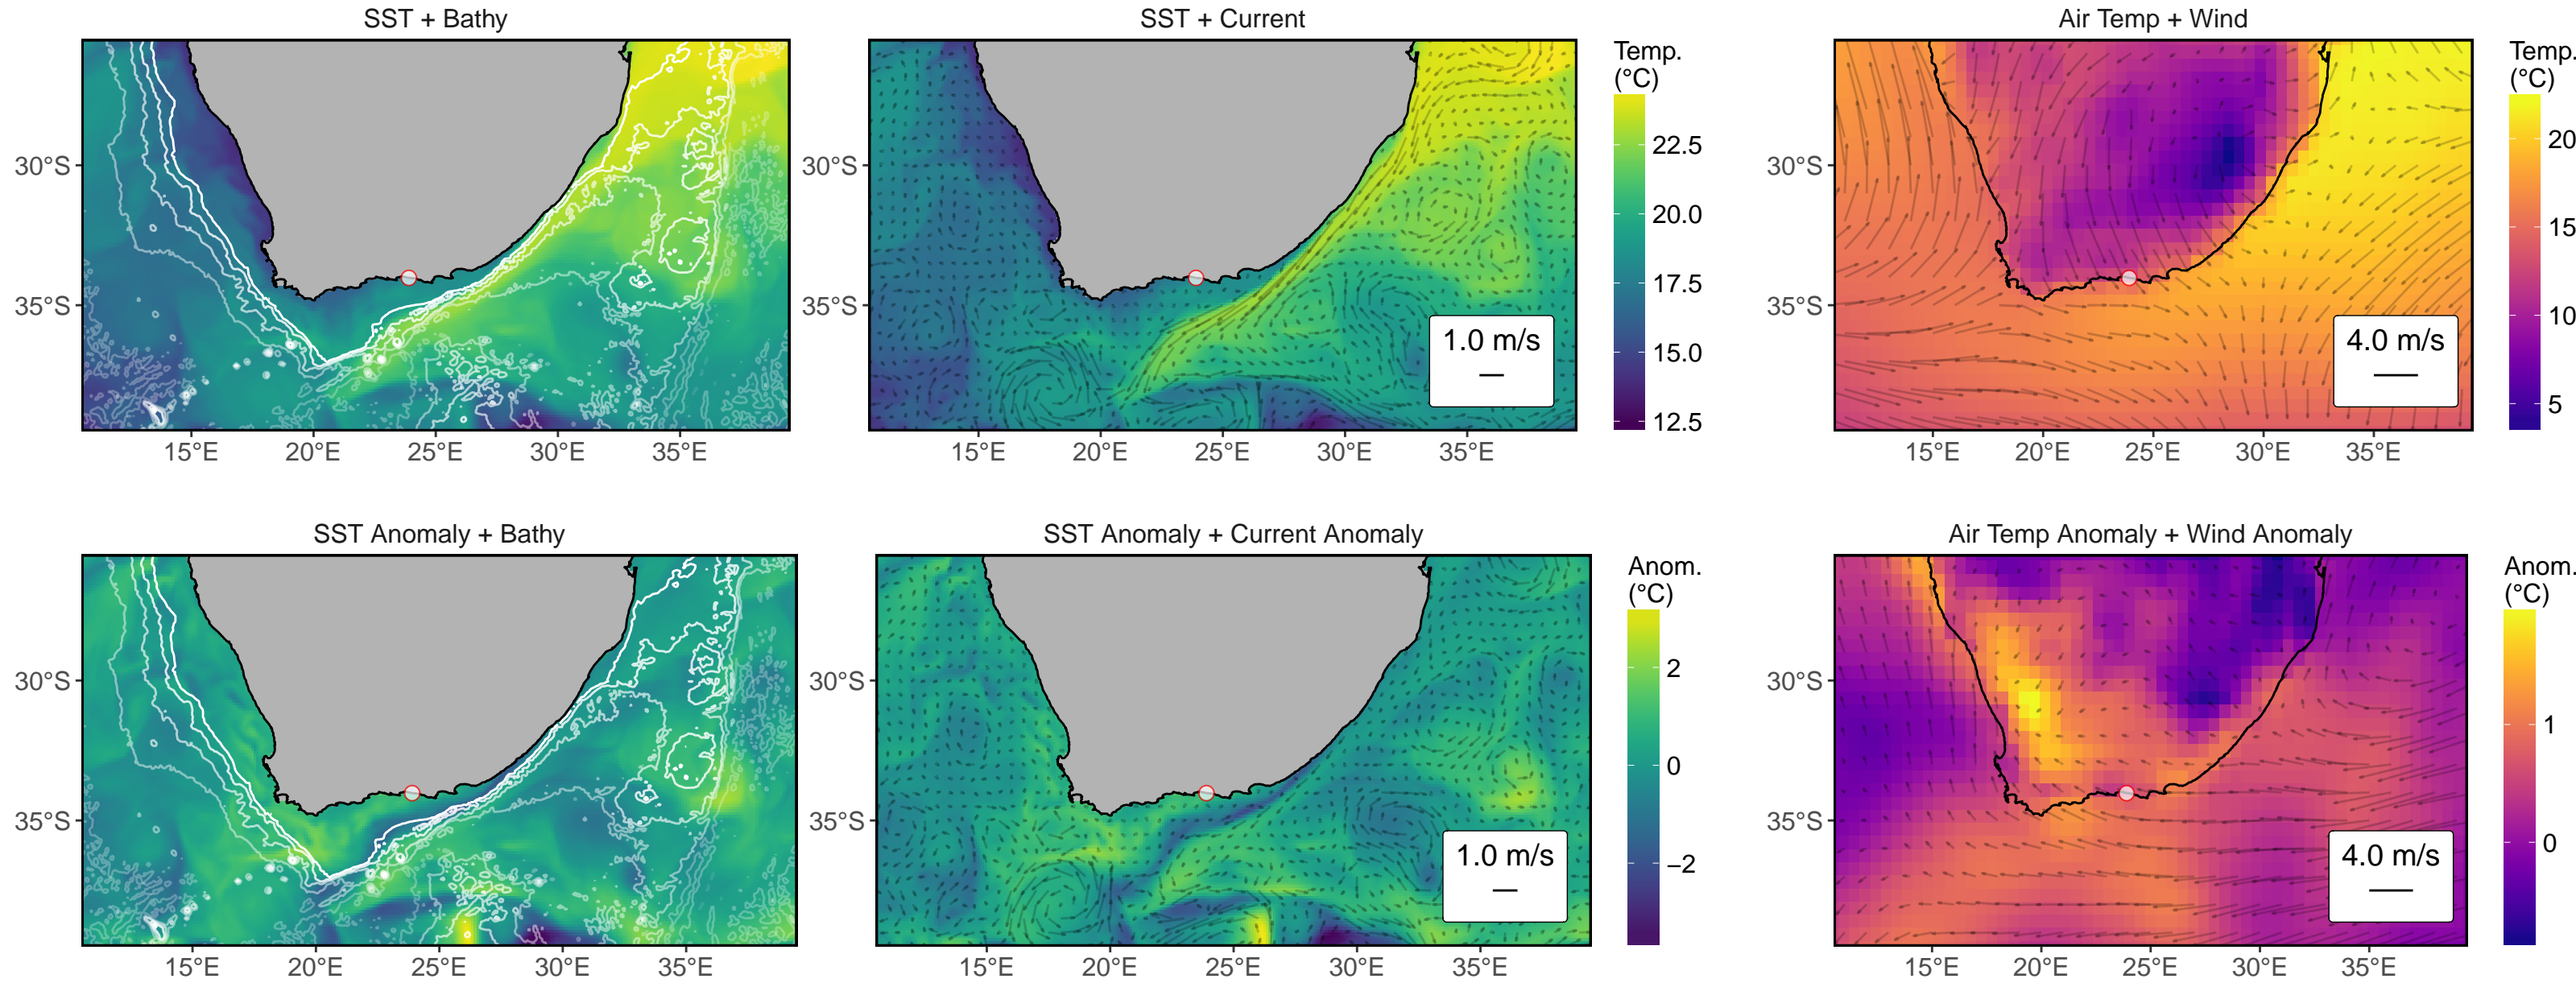 SST + Bathy
SST + Current
Air Temp + Wind
30°S
35°S
15°E
20°E
25°E
30°E
35°E
30°S
35°S
15°E
20°E
25°E
30°E
35°E
1.0 m/s
Temp.
(°C)
22.5
20.0
17.5
15.0
12.5
30°S
35°S
15°E
20°E
25°E
30°E
35°E
4.0 m/s
Temp.
(°C)
20
15
10
5
SST Anomaly + Bathy
SST Anomaly + Current Anomaly
Air Temp Anomaly + Wind Anomaly
30°S
35°S
15°E
20°E
25°E
30°E
35°E
30°S
35°S
15°E
20°E
25°E
30°E
35°E
1.0 m/s
Anom.
(°C)
2
0
−2
30°S
35°S
15°E
20°E
25°E
30°E
35°E
4.0 m/s
Anom.
(°C)
1
0